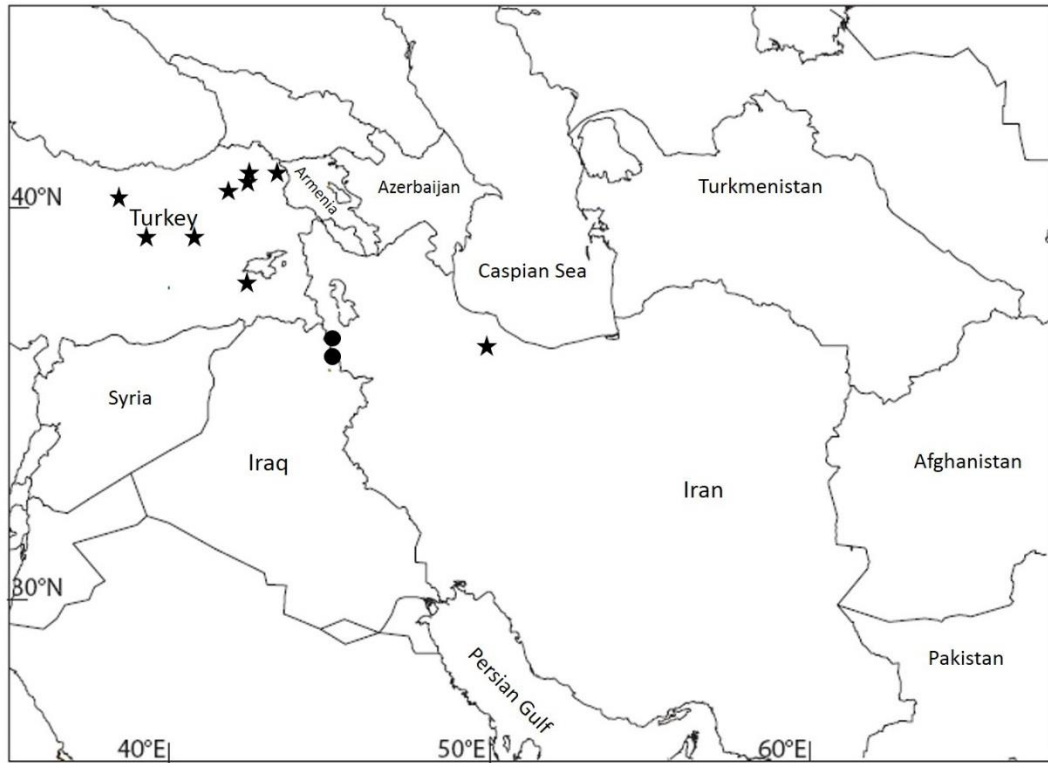 Armenia
Azerbaijan
Turkmenistan
40°N
Turkey
Caspian Sea
Syria
Iraq
Iran
Afghanistan
30°N
Persian Gulf
Pakistan
40°E
50°E
60°E